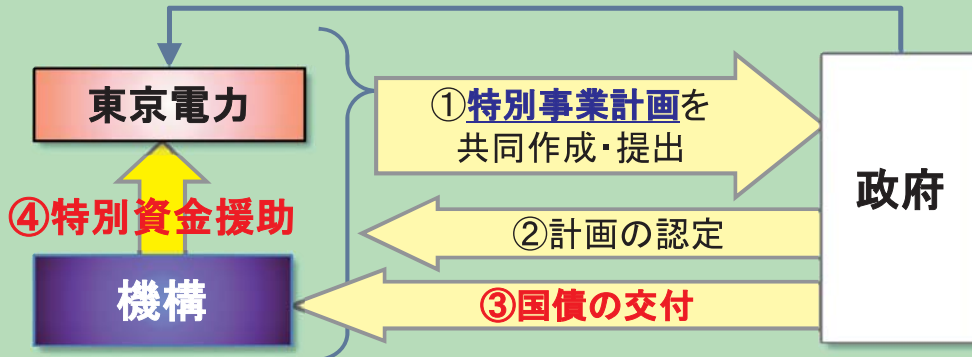 東京電力
①特別事業計画を
共同作成・提出
政府
④特別資金援助
②計画の認定
機構
③国債の交付